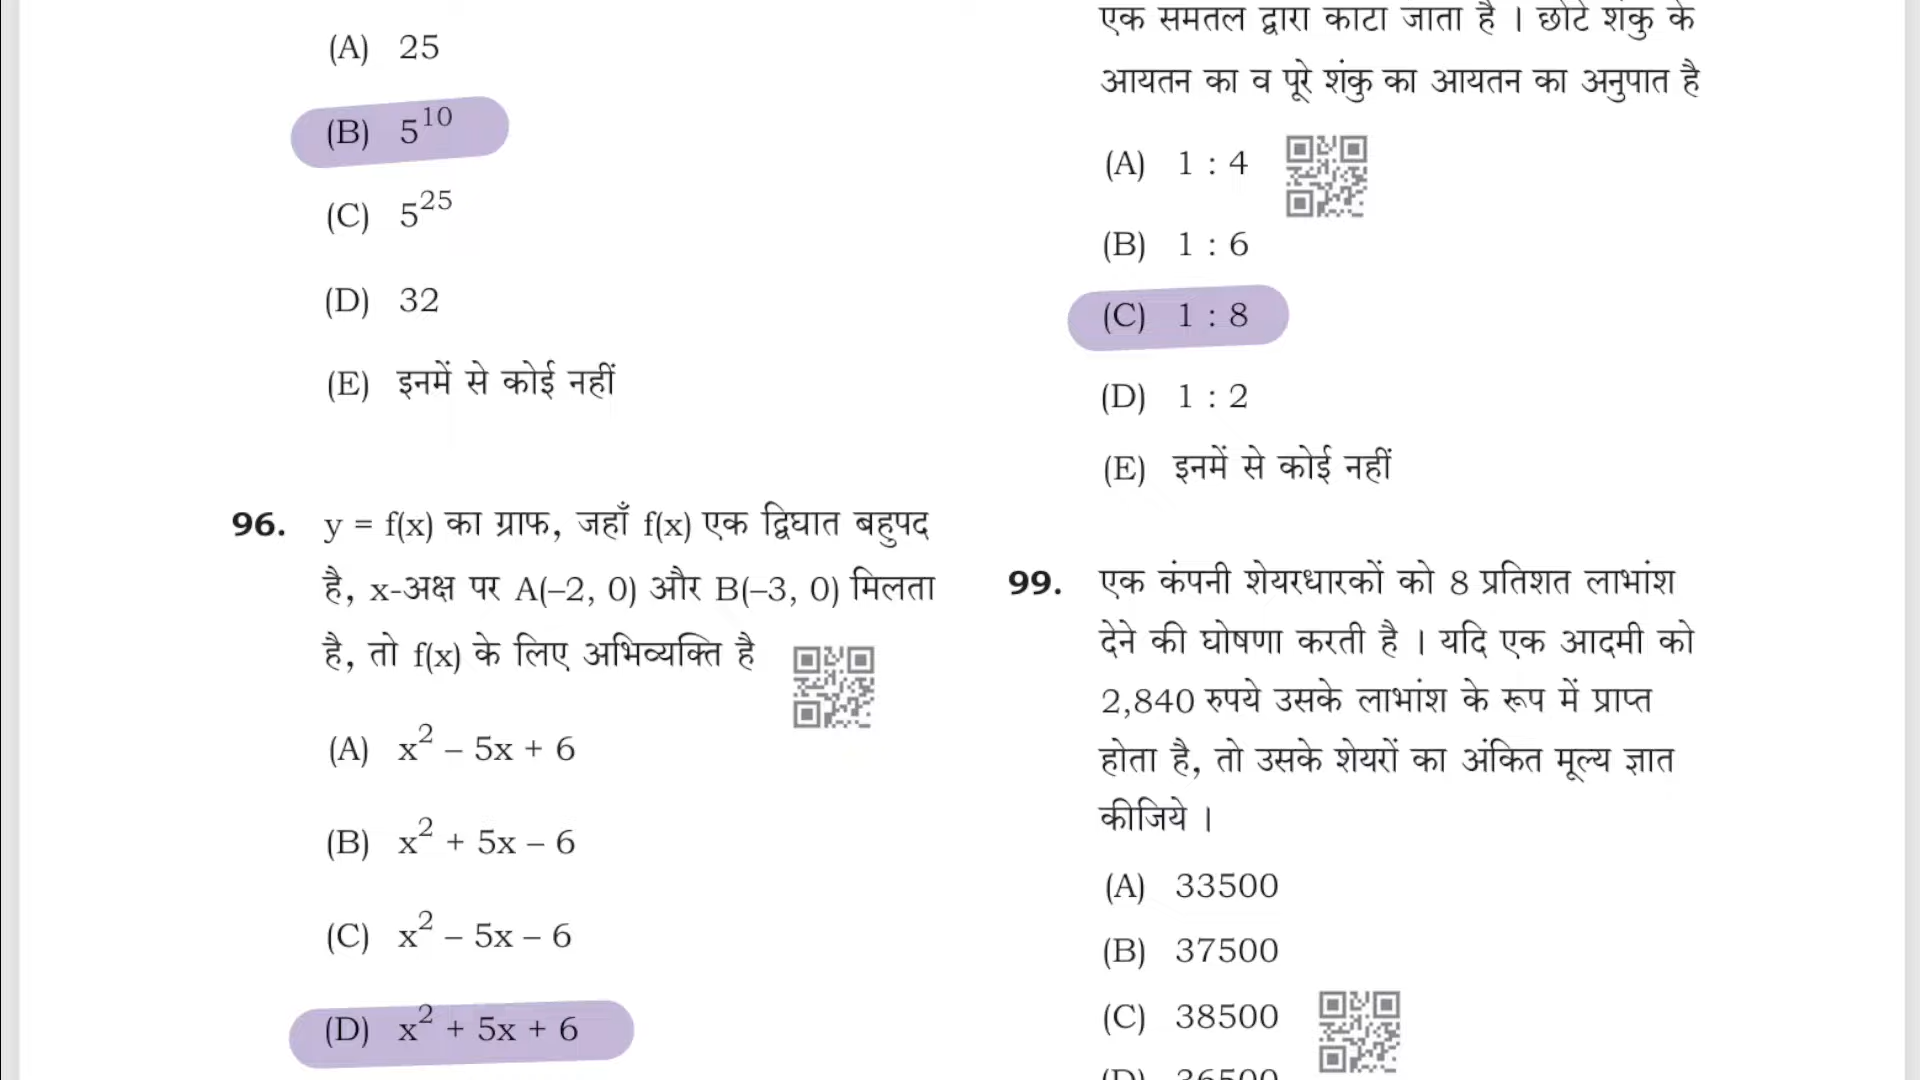 (A) 25
(B) 5^10
(C) 5^25
(D) 32
(E) इनमें से कोई नहीं
96. y = f(x) का ग्राफ, जहाँ f(x) एक द्विघात बहुपद
है, x-अक्ष पर A(–2, 0) और B(–3, 0) मिलता
है, तो f(x) के लिए अभिव्यक्ति है
(A) x^2 – 5x + 6
(B) x^2 + 5x – 6
(C) x^2 – 5x – 6
(D) x^2 + 5x + 6
एक समतल द्वारा काटा जाता है । छोटे शंकु के
आयतन का व पूरे शंकु का आयतन का अनुपात है
(A) 1 : 4
(B) 1 : 6
(C) 1 : 8
(D) 1 : 2
(E) इनमें से कोई नहीं
99. एक कंपनी शेयरधारकों को 8 प्रतिशत लाभांश
देने की घोषणा करती है । यदि एक आदमी को
2,840 रुपये उसके लाभांश के रूप में प्राप्त
होता है, तो उसके शेयरों का अंकित मूल्य ज्ञात
कीजिये ।
(A) 33500
(B) 37500
(C) 38500
(D) 36500